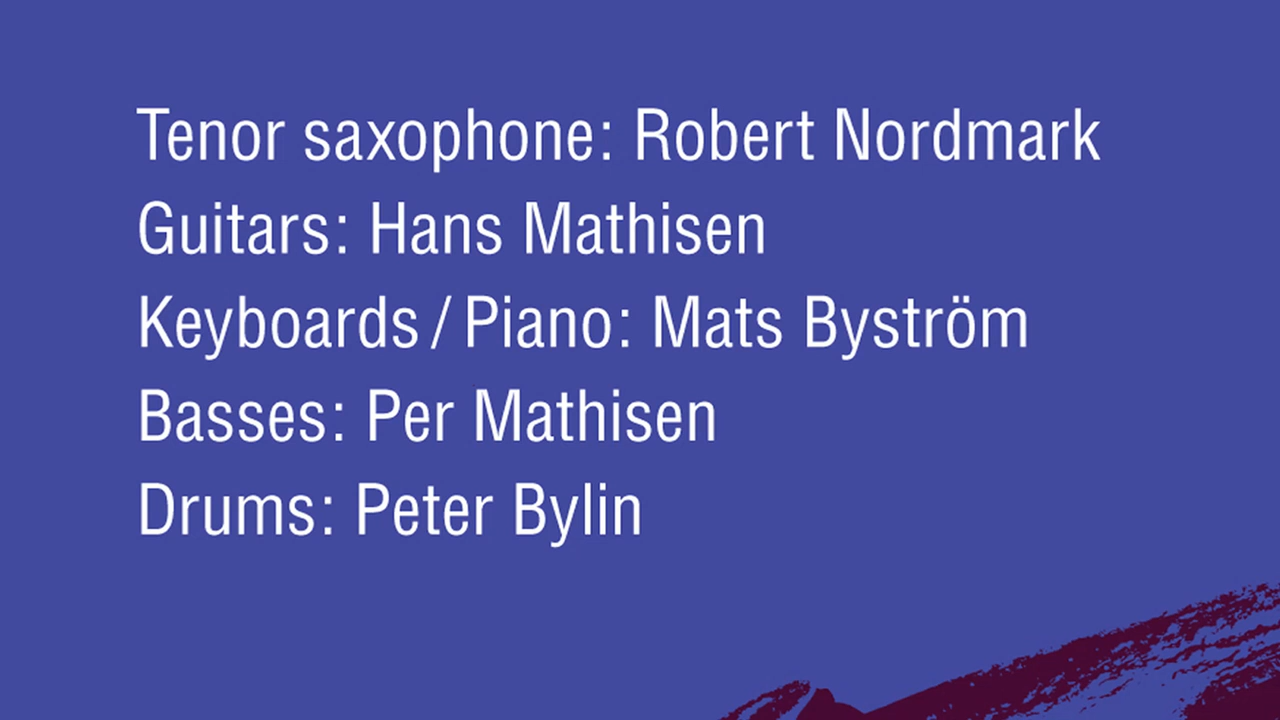 Tenor saxophone: Robert Nordmark
Guitars: Hans Mathisen
Keyboards / Piano: Mats Byström
Basses: Per Mathisen
Drums: Peter Bylin